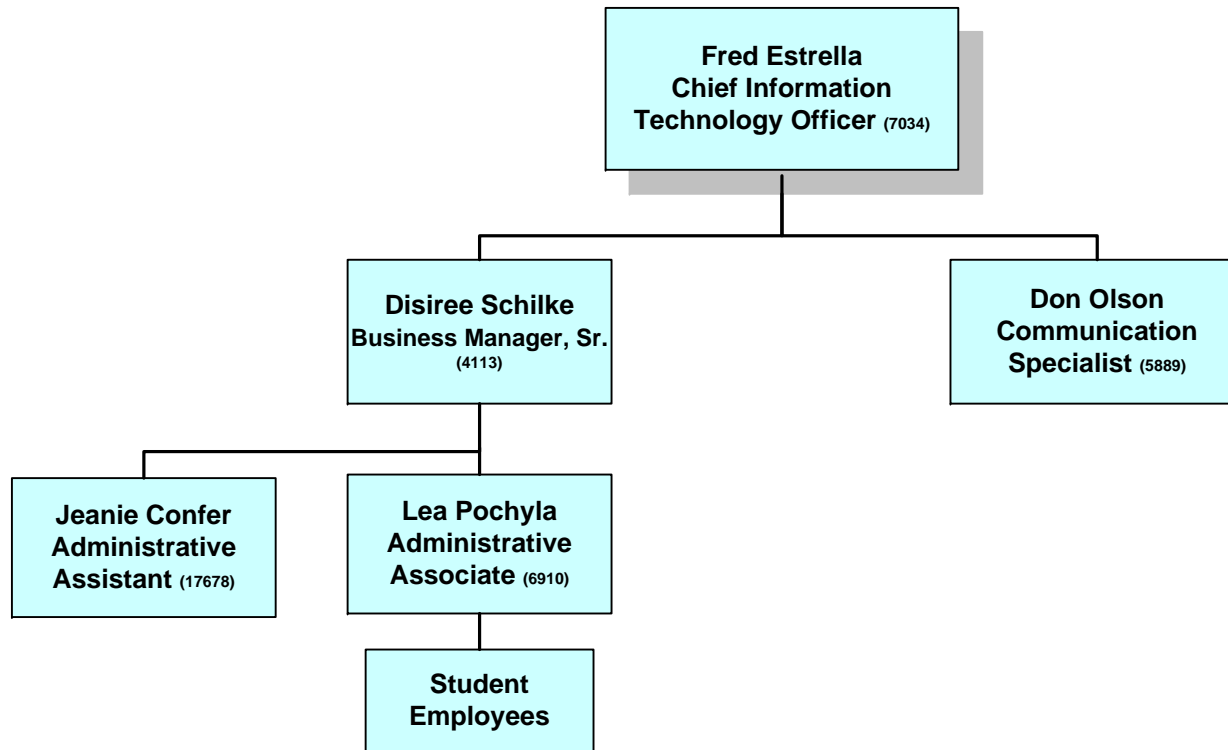 Fred Estrella
Chief Information
Technology Officer (7034)
Disiree Schilke
Business Manager, Sr.
(4113)
Don Olson
Communication
Specialist (5889)
Jeanie Confer
Administrative
Assistant (17678)
Lea Pochyla
Administrative
Associate (6910)
Student
Employees